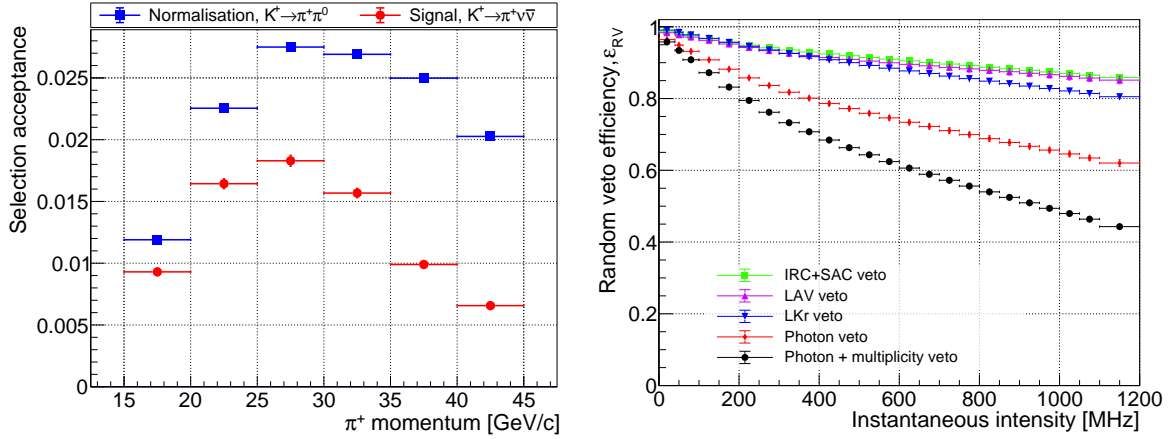 Normalisation, K⁺→π⁺π⁰
Signal, K⁺→π⁺νν̅
Selection acceptance
0.025
0.02
0.015
0.01
0.005
0
15 20 25 30 35 40 45
π⁺ momentum [GeV/c]
Random veto efficiency, ε_RV
1
0.8
0.6
0.4
0.2
0
IRC+SAC veto
LAV veto
LKr veto
Photon veto
Photon + multiplicity veto
0 200 400 600 800 1000 1200
Instantaneous intensity [MHz]